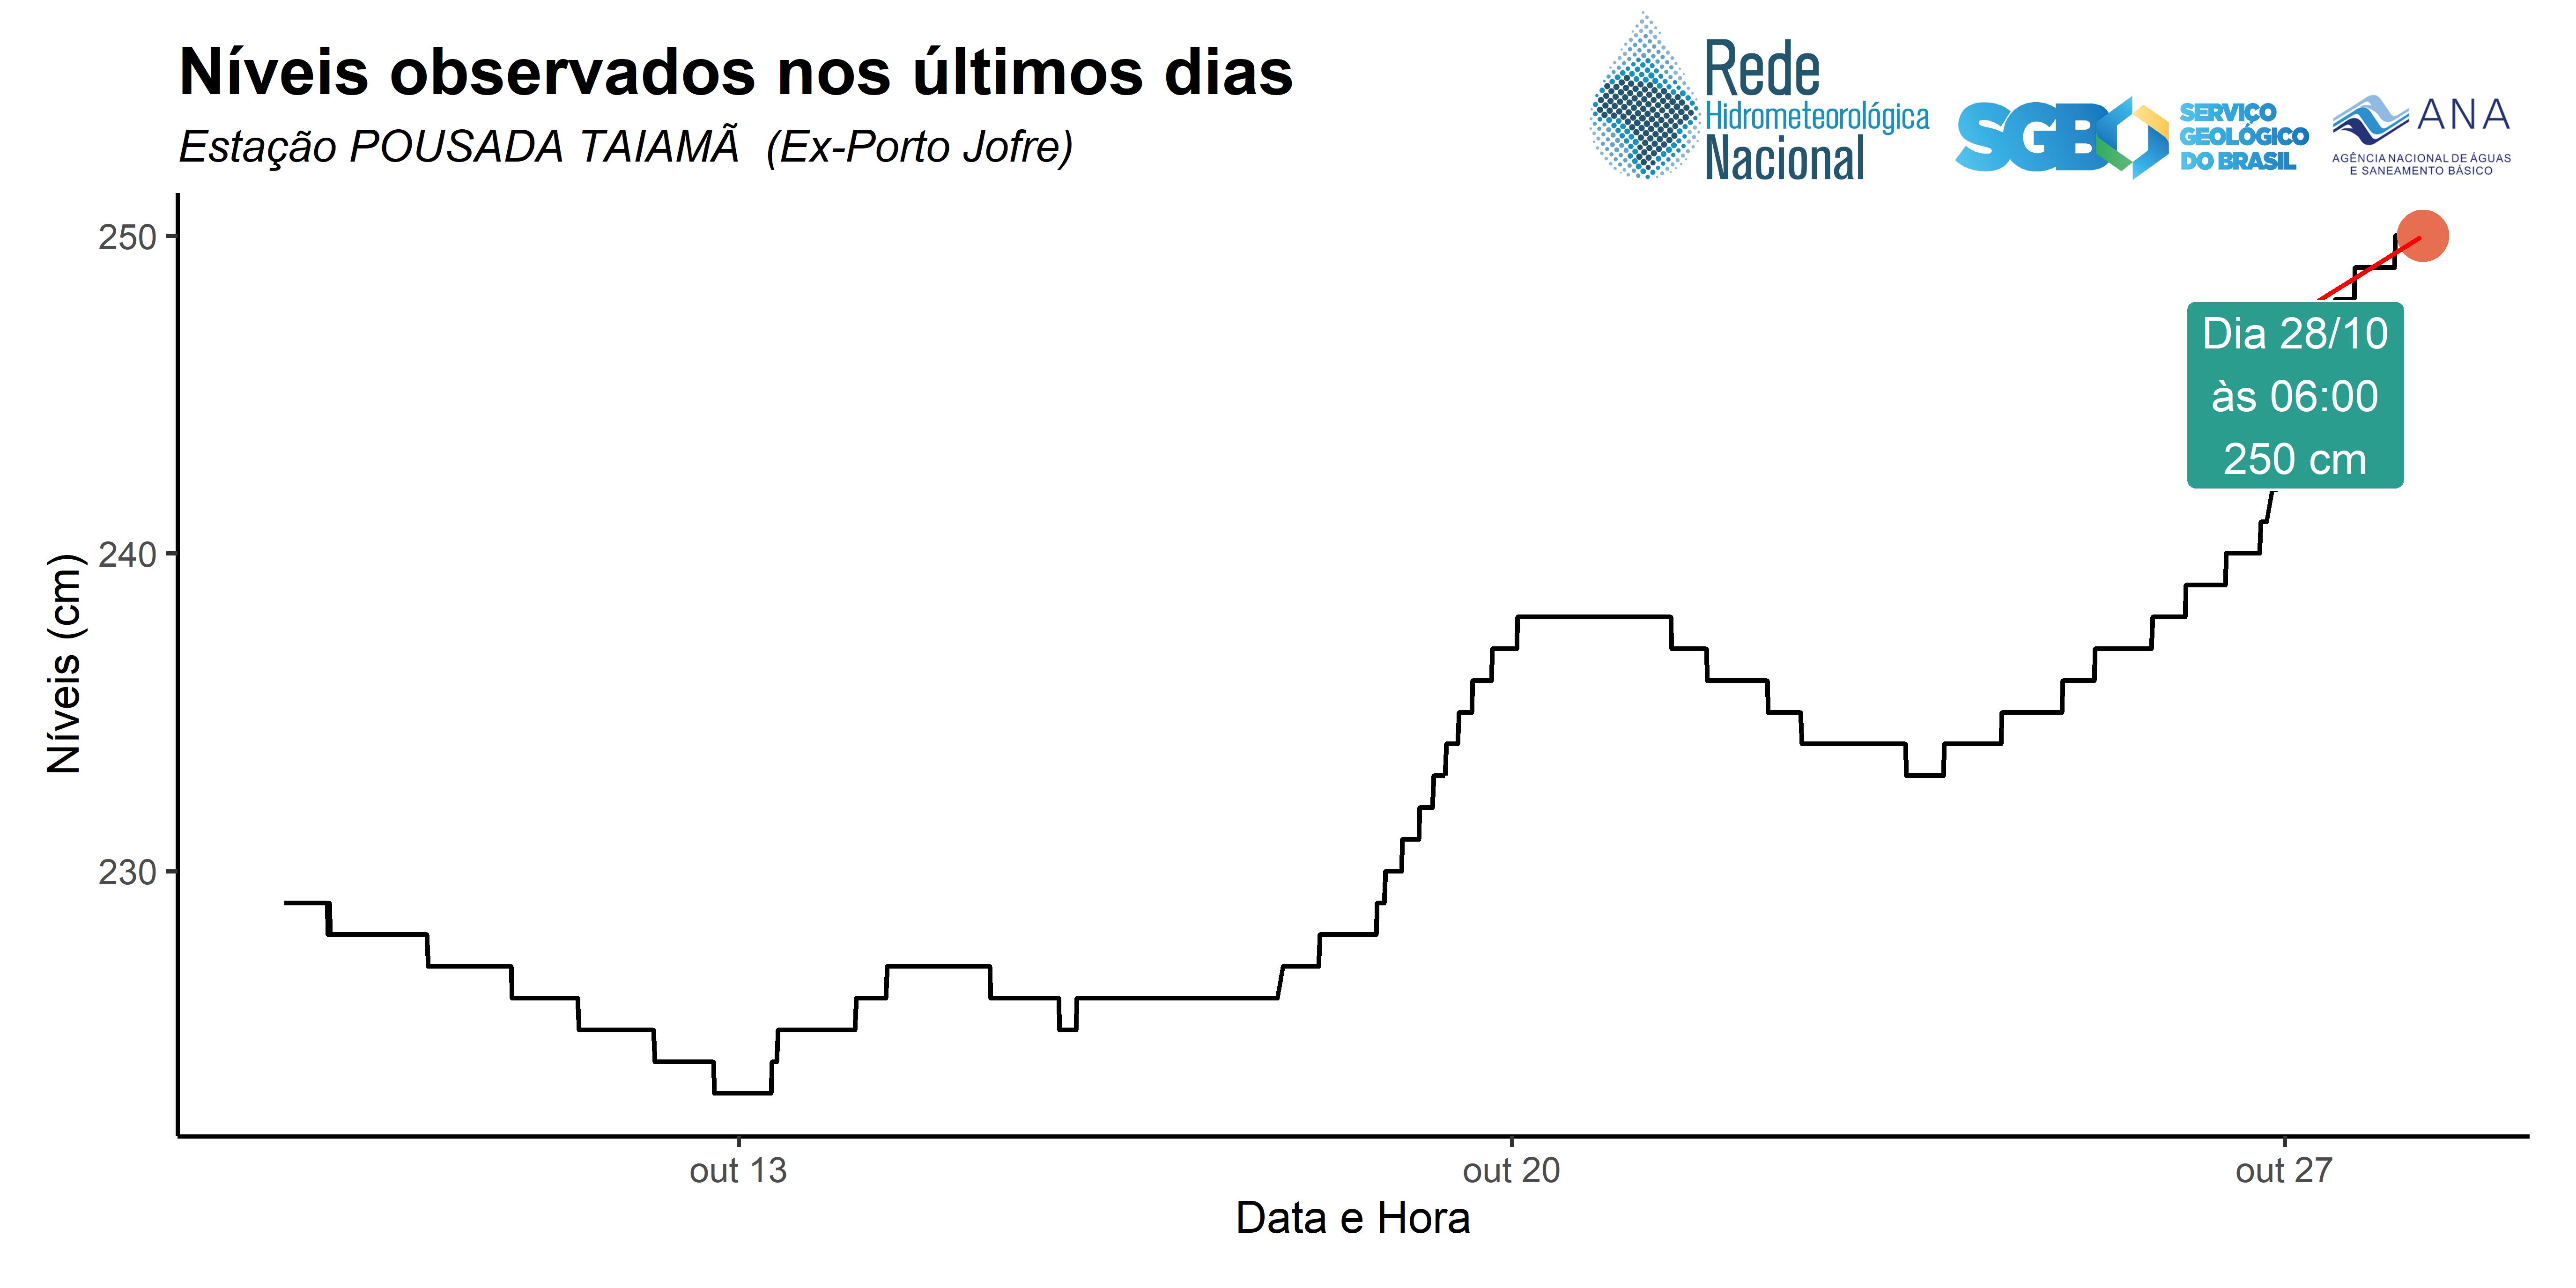 Níveis observados nos últimos dias
Estação POUSADA TAIAMÃ  (Ex-Porto Jofre)
Rede
Hidrometeorológica
Nacional
SGB
SERVIÇO
GEOLÓGICO
DO BRASIL
ANA
AGÊNCIA NACIONAL DE ÁGUAS
E SANEAMENTO BÁSICO
250
240
230
Níveis (cm)
Dia 28/10
às 06:00
250 cm
out 13
out 20
out 27
Data e Hora